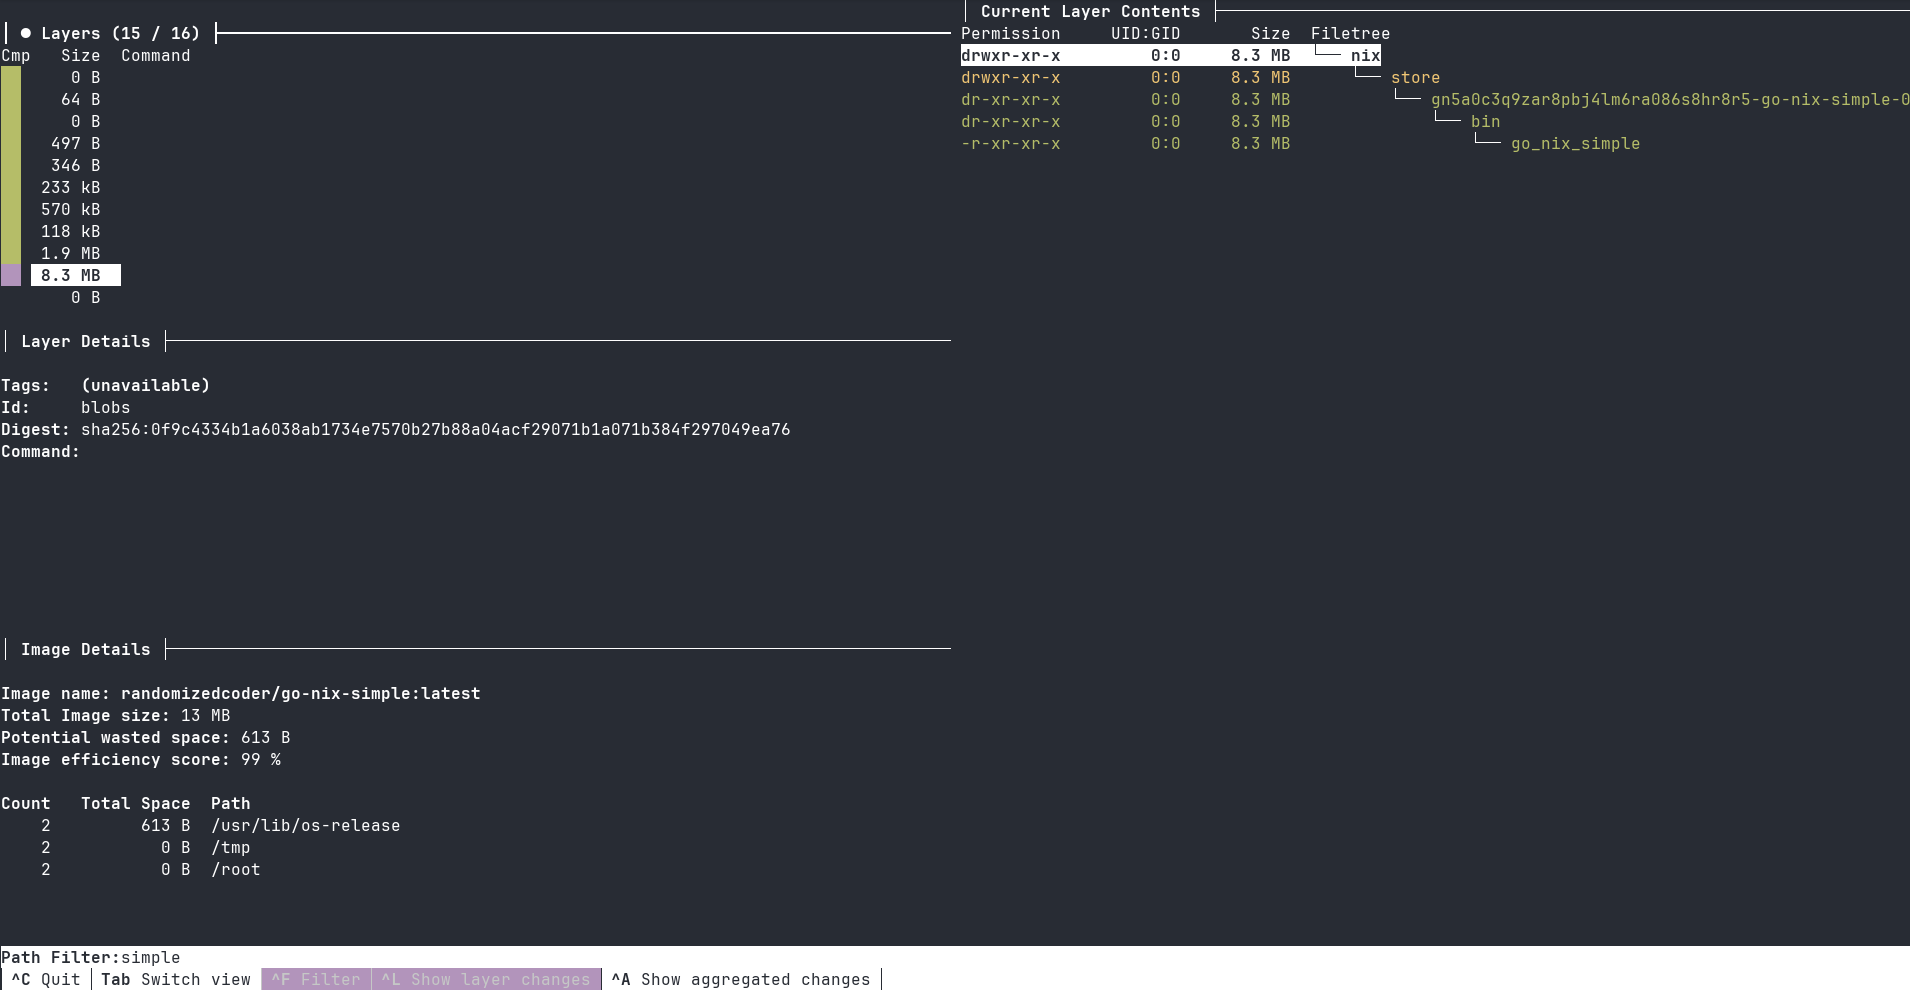 ● Layers (15 / 16)
Cmp Size Command
0 B
64 B
0 B
497 B
346 B
233 kB
570 kB
118 kB
1.9 MB
8.3 MB
0 B
Layer Details
Tags: (unavailable)
Id: blobs
Digest: sha256:0f9c4334b1a6038ab1734e7570b27b88a04acf29071b1a071b384f297049ea76
Command:
Image Details
Image name: randomizedcoder/go-nix-simple:latest
Total Image size: 13 MB
Potential wasted space: 613 B
Image efficiency score: 99 %
Count Total Space Path
2 613 B /usr/lib/os-release
2 0 B /tmp
2 0 B /root
Current Layer Contents
Permission UID:GID Size Filetree
drwxr-xr-x 0:0 8.3 MB └── nix
drwxr-xr-x 0:0 8.3 MB └── store
dr-xr-xr-x 0:0 8.3 MB └── gn5a0c3q9zar8pbj4lm6ra086s8hr8r5-go-nix-simple-0
dr-xr-xr-x 0:0 8.3 MB └── bin
-r-xr-xr-x 0:0 8.3 MB └── go_nix_simple
Path Filter:simple
^C Quit Tab Switch view ^F Filter ^L Show layer changes ^A Show aggregated changes